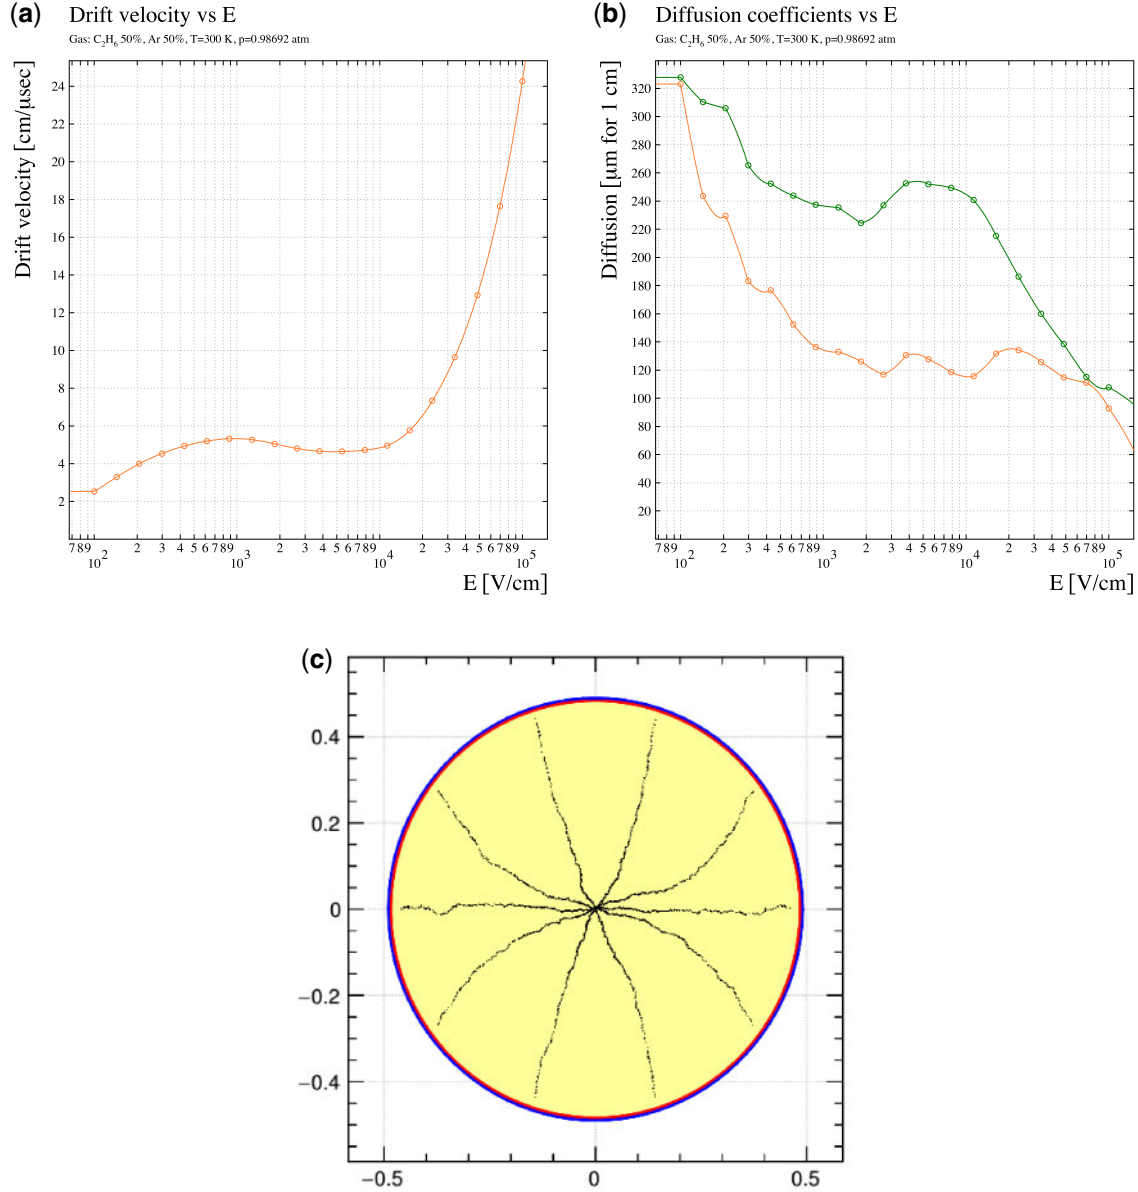 (a) Drift velocity vs E
Gas: C2H6 50%, Ar 50%, T=300 K, p=0.98692 atm
Drift velocity [cm/μsec]
24
22
20
18
16
14
12
10
8
6
4
2
7 8 9 10^2 2 3 4 5 6 7 8 9 10^3 2 3 4 5 6 7 8 9 10^4 2 3 4 5 6 7 8 9 10^5
E [V/cm]
(b) Diffusion coefficients vs E
Gas: C2H6 50%, Ar 50%, T=300 K, p=0.98692 atm
Diffusion [μm for 1 cm]
320
300
280
260
240
220
200
180
160
140
120
100
80
60
40
20
7 8 9 10^2 2 3 4 5 6 7 8 9 10^3 2 3 4 5 6 7 8 9 10^4 2 3 4 5 6 7 8 9 10^5
E [V/cm]
(c)
0.4
0.2
0
−0.2
−0.4
−0.5 0 0.5